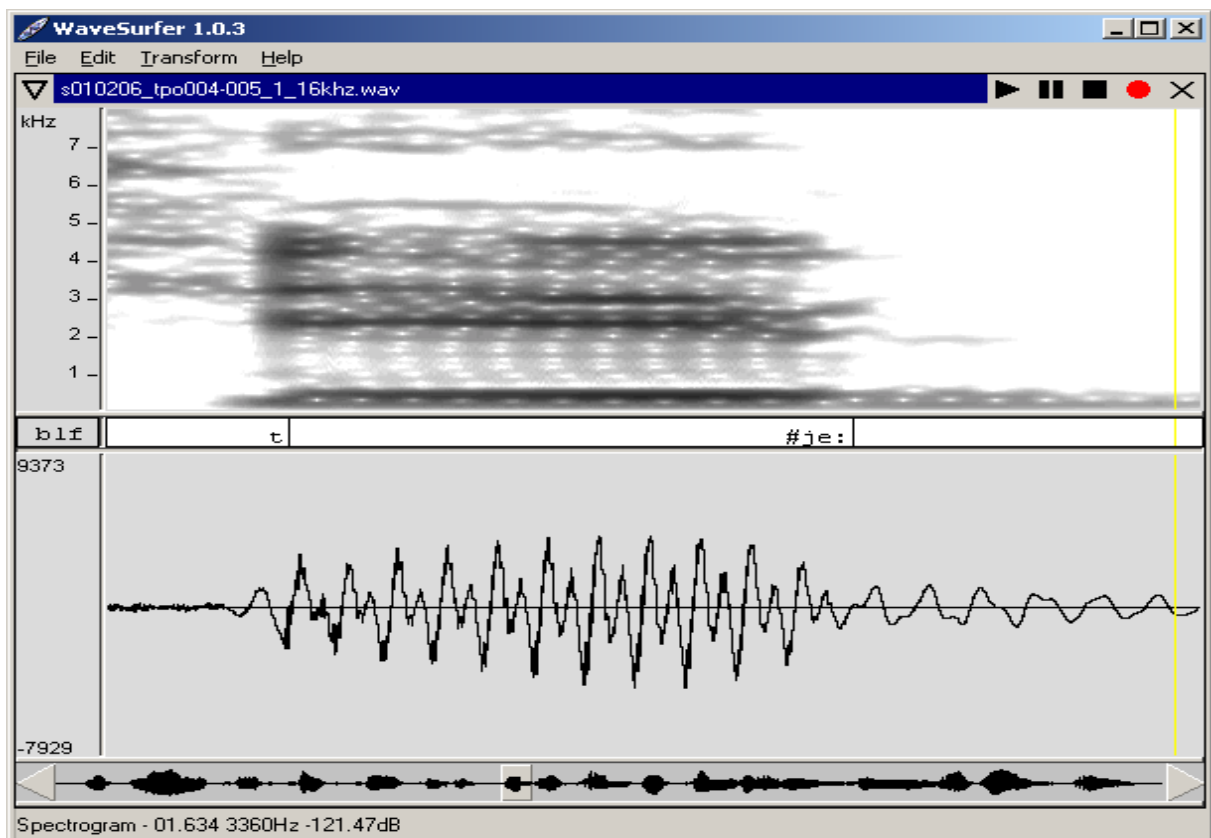 WaveSurfer 1.0.3
File Edit Transform Help
s010206_tpo004-005_1_16khz.wav
kHz
7
6
5
4
3
2
1
blf t #je:
9373
-7929
Spectrogram - 01.634 3360Hz -121.47dB